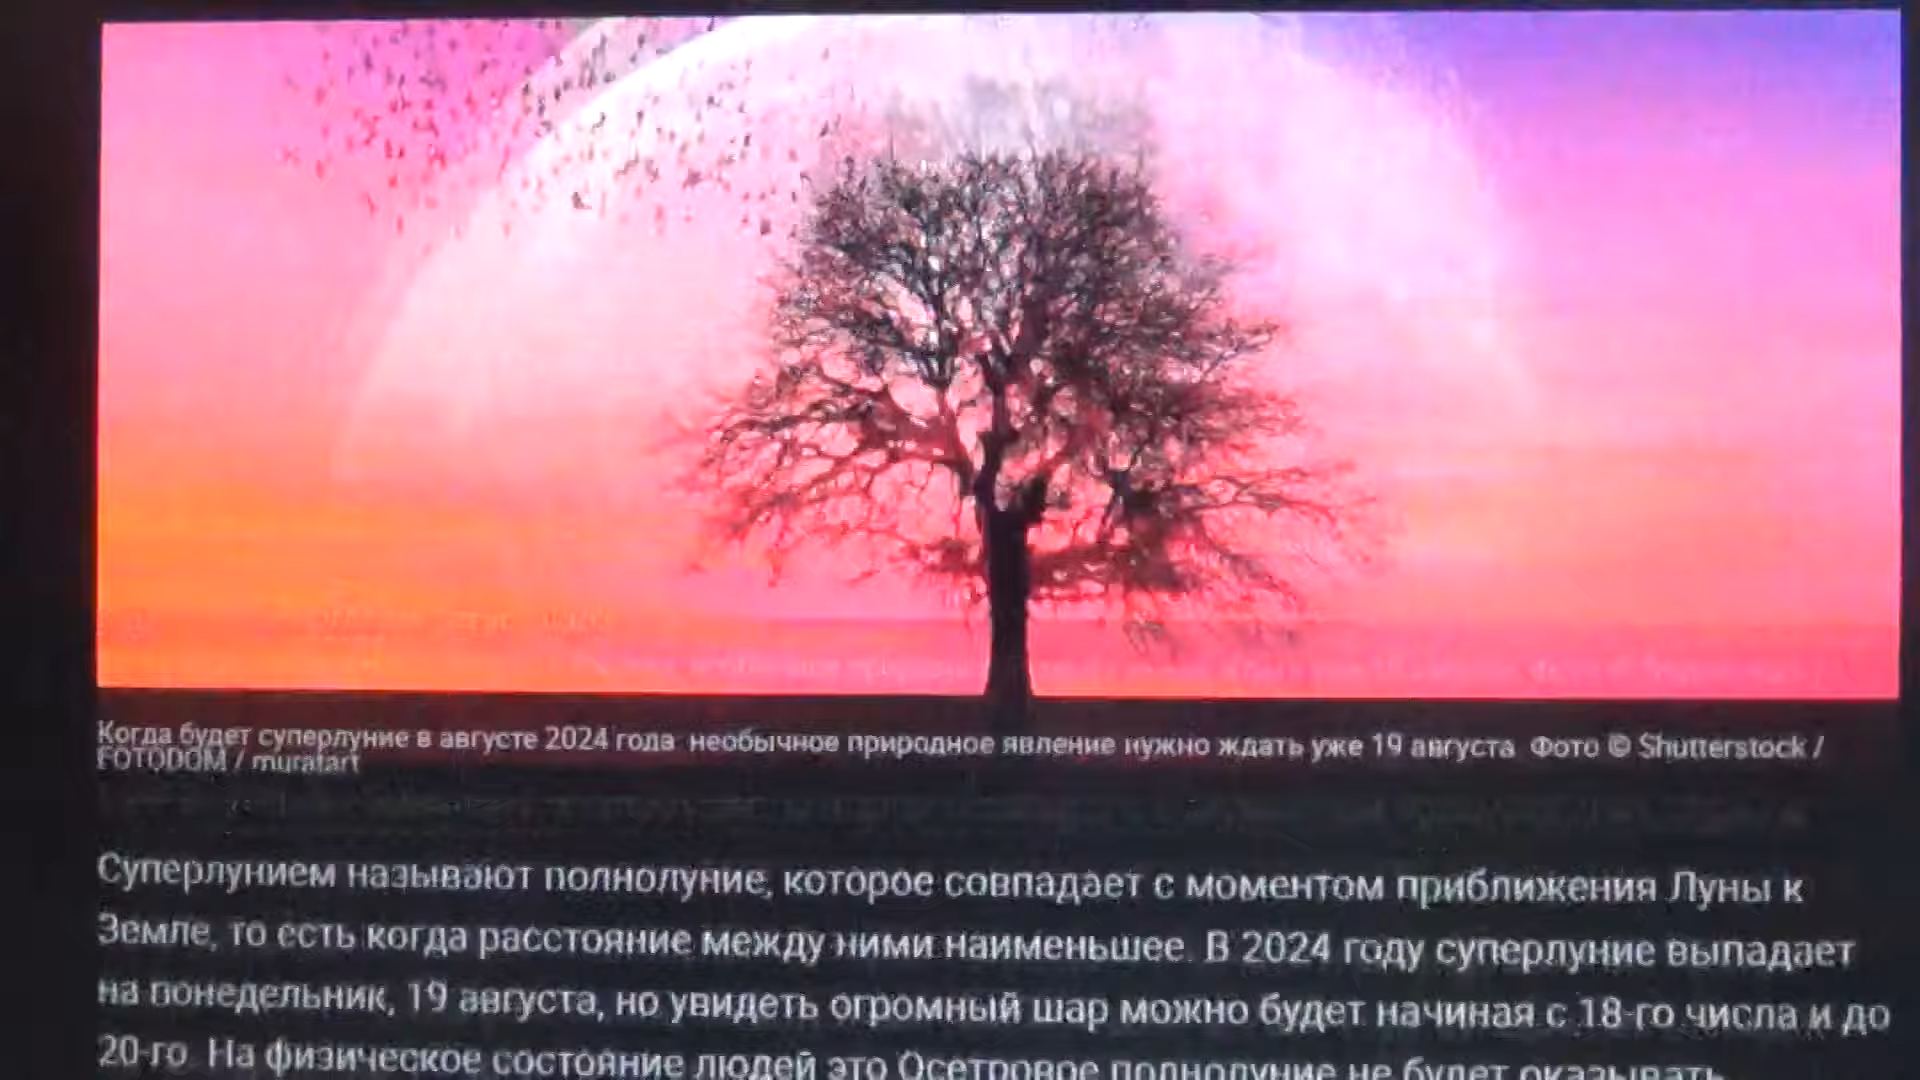 Когда будет суперлуние в августе 2024 года необычное природное явление нужно ждать уже 19 августа Фото © Shutterstock /
FOTODOM / muratart
Суперлунием называют полнолуние, которое совпадает с моментом приближения Луны к
Земле, то есть когда расстояние между ними наименьшее. В 2024 году суперлуние выпадает
на понедельник, 19 августа, но увидеть огромный шар можно будет начиная с 18-го числа и до
20-го. На физическое состояние людей это Осетровое полнолуние не будет оказывать